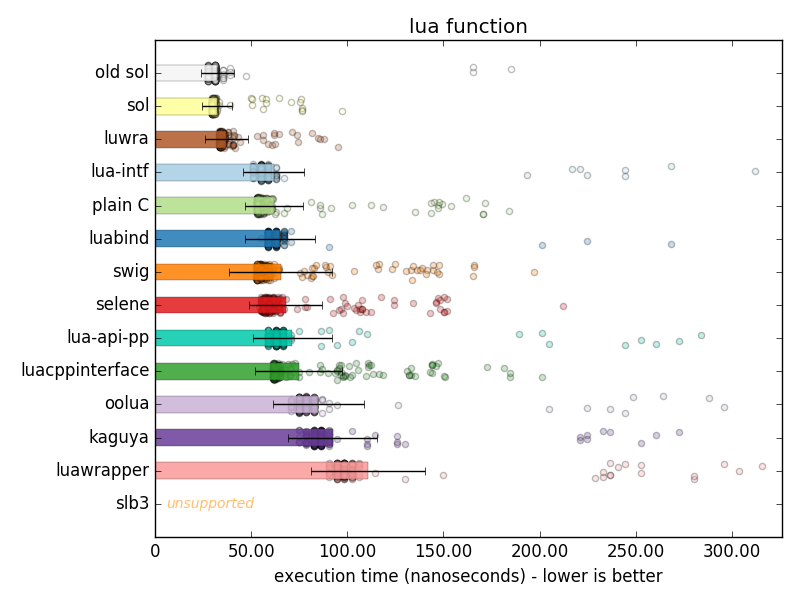 lua function
old sol
sol
luwra
lua-intf
plain C
luabind
swig
selene
lua-api-pp
luacppinterface
oolua
kaguya
luawrapper
slb3 unsupported
0 50.00 100.00 150.00 200.00 250.00 300.00
execution time (nanoseconds) - lower is better